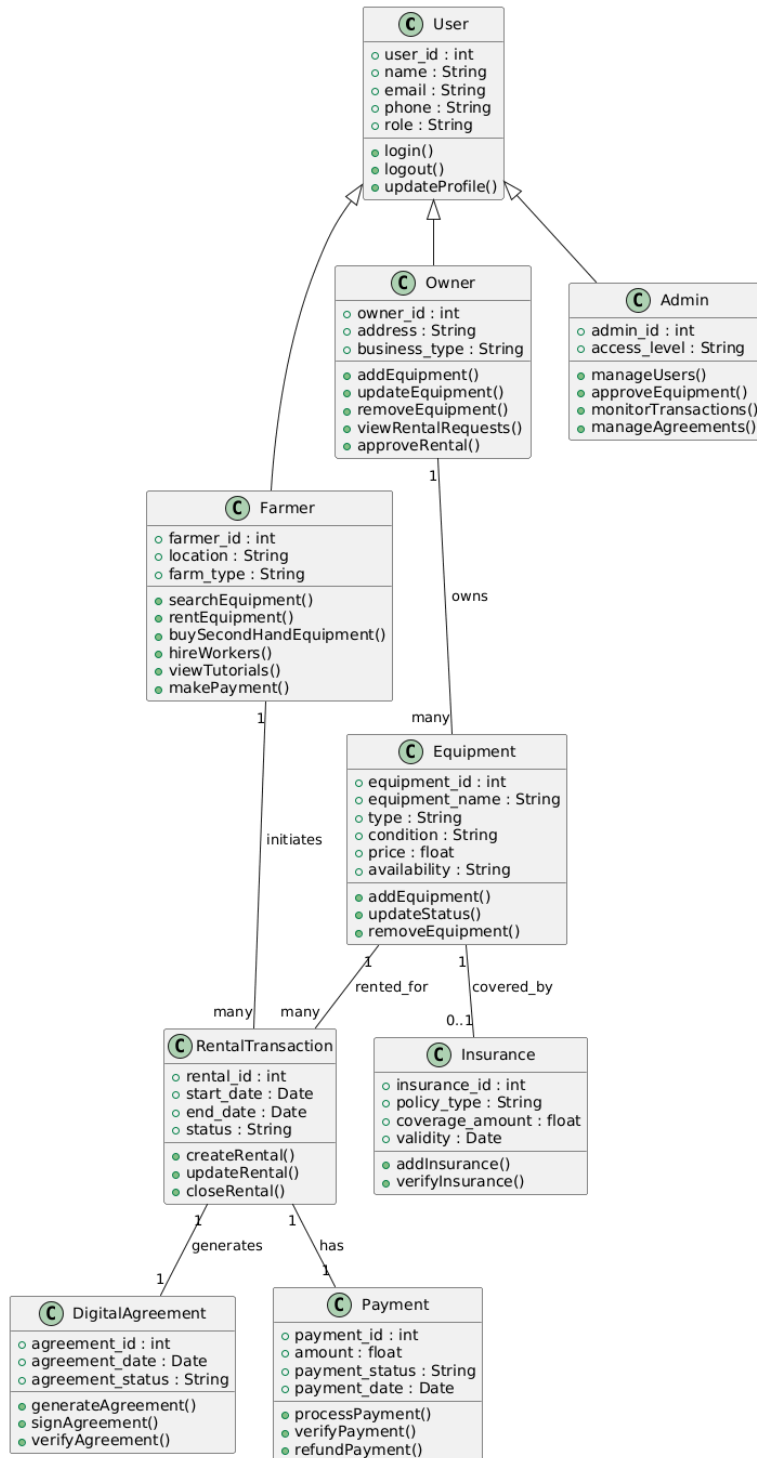 C User
user_id : int
name : String
email : String
phone : String
role : String
login()
logout()
updateProfile()
C Owner
owner_id : int
address : String
business_type : String
addEquipment()
updateEquipment()
removeEquipment()
viewRentalRequests()
approveRental()
C Admin
admin_id : int
access_level : String
manageUsers()
approveEquipment()
monitorTransactions()
manageAgreements()
1
owns
many
C Farmer
farmer_id : int
location : String
farm_type : String
searchEquipment()
rentEquipment()
buySecondHandEquipment()
hireWorkers()
viewTutorials()
makePayment()
1
initiates
many
C Equipment
equipment_id : int
equipment_name : String
type : String
condition : String
price : float
availability : String
addEquipment()
updateStatus()
removeEquipment()
1
rented_for
many
1
covered_by
0..1
C RentalTransaction
rental_id : int
start_date : Date
end_date : Date
status : String
createRental()
updateRental()
closeRental()
C Insurance
insurance_id : int
policy_type : String
coverage_amount : float
validity : Date
addInsurance()
verifyInsurance()
1
generates
1
1
has
1
C DigitalAgreement
agreement_id : int
agreement_date : Date
agreement_status : String
generateAgreement()
signAgreement()
verifyAgreement()
C Payment
payment_id : int
amount : float
payment_status : String
payment_date : Date
processPayment()
verifyPayment()
refundPayment()